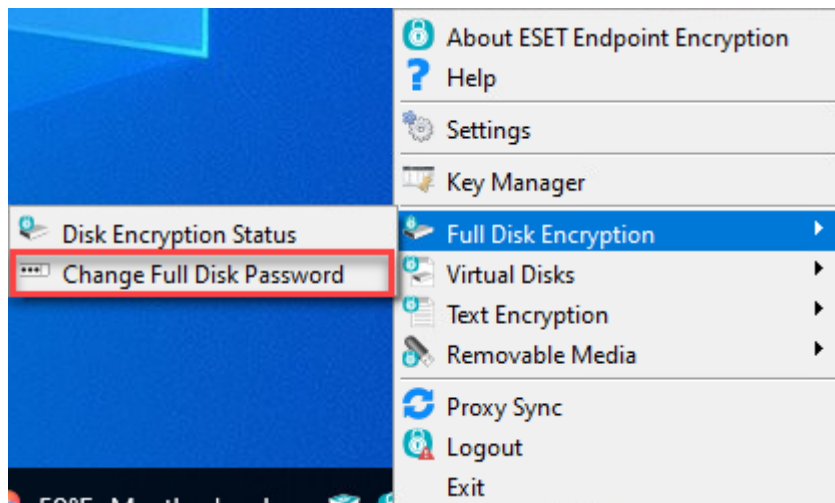 About ESET Endpoint Encryption
Help
Settings
Key Manager
Full Disk Encryption
Disk Encryption Status
Change Full Disk Password
Virtual Disks
Text Encryption
Removable Media
Proxy Sync
Logout
Exit